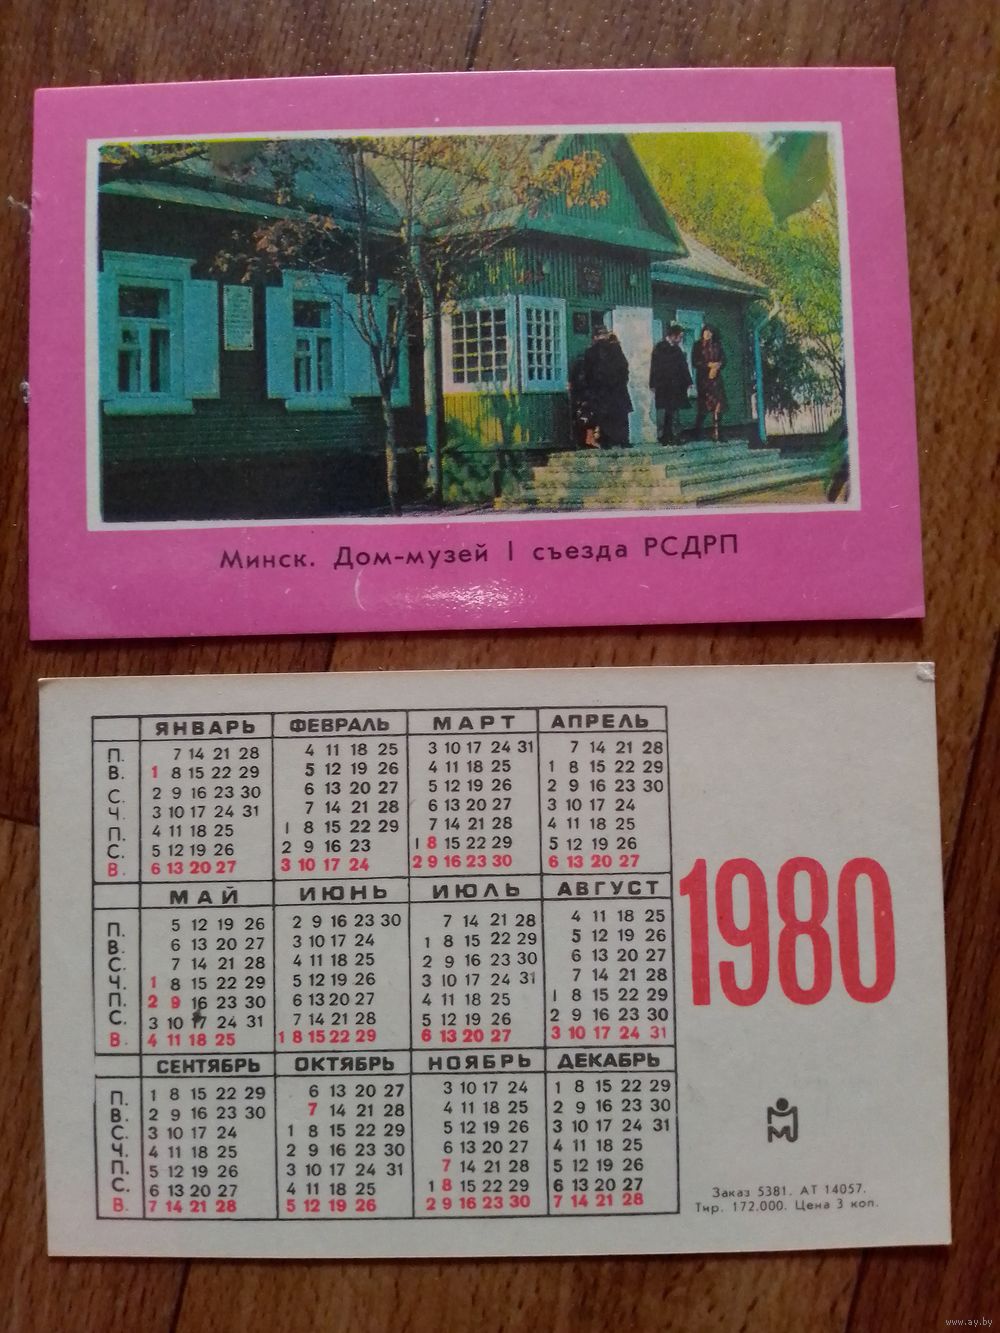 Минск. Дом-музей I съезда РСДРП
ЯНВАРЬ ФЕВРАЛЬ МАРТ АПРЕЛЬ
П. 7 14 21 28 4 11 18 25 3 10 17 24 31 7 14 21 28
В. 1 8 15 22 29 5 12 19 26 4 11 18 25 1 8 15 22 29
С. 2 9 16 23 30 6 13 20 27 5 12 19 26 2 9 16 23 30
Ч. 3 10 17 24 31 7 14 21 28 6 13 20 27 3 10 17 24
П. 4 11 18 25 1 8 15 22 29 7 14 21 28 4 11 18 25
С. 5 12 19 26 2 9 16 23 1 8 15 22 29 5 12 19 26
В. 6 13 20 27 3 10 17 24 2 9 16 23 30 6 13 20 27
МАЙ ИЮНЬ ИЮЛЬ АВГУСТ
П. 5 12 19 26 2 9 16 23 30 7 14 21 28 4 11 18 25
В. 6 13 20 27 3 10 17 24 1 8 15 22 29 5 12 19 26
С. 7 14 21 28 4 11 18 25 2 9 16 23 30 6 13 20 27
Ч. 1 8 15 22 29 5 12 19 26 3 10 17 24 31 7 14 21 28
П. 2 9 16 23 30 6 13 20 27 4 11 18 25 1 8 15 22 29
С. 3 10 17 24 31 7 14 21 28 5 12 19 26 2 9 16 23 30
В. 4 11 18 25 1 8 15 22 29 6 13 20 27 3 10 17 24 31
СЕНТЯБРЬ ОКТЯБРЬ НОЯБРЬ ДЕКАБРЬ
П. 1 8 15 22 29 6 13 20 27 3 10 17 24 1 8 15 22 29
В. 2 9 16 23 30 7 14 21 28 4 11 18 25 2 9 16 23 30
С. 3 10 17 24 1 8 15 22 29 5 12 19 26 3 10 17 24 31
Ч. 4 11 18 25 2 9 16 23 30 6 13 20 27 4 11 18 25
П. 5 12 19 26 3 10 17 24 31 7 14 21 28 5 12 19 26
С. 6 13 20 27 4 11 18 25 1 8 15 22 29 6 13 20 27
В. 7 14 21 28 5 12 19 26 2 9 16 23 30 7 14 21 28
1980
Заказ 5381. АТ 14057.
Тир. 172.000. Цена 3 коп.
www.ay.by